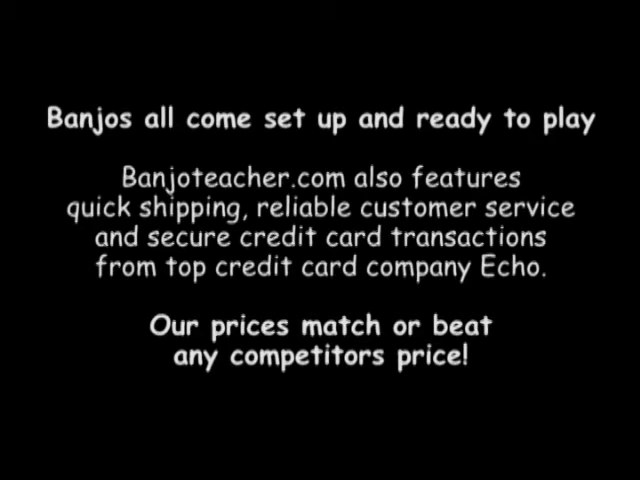 Banjos all come set up and ready to play
Banjoteacher.com also features
quick shipping, reliable customer service
and secure credit card transactions
from top credit card company Echo.
Our prices match or beat
any competitors price!